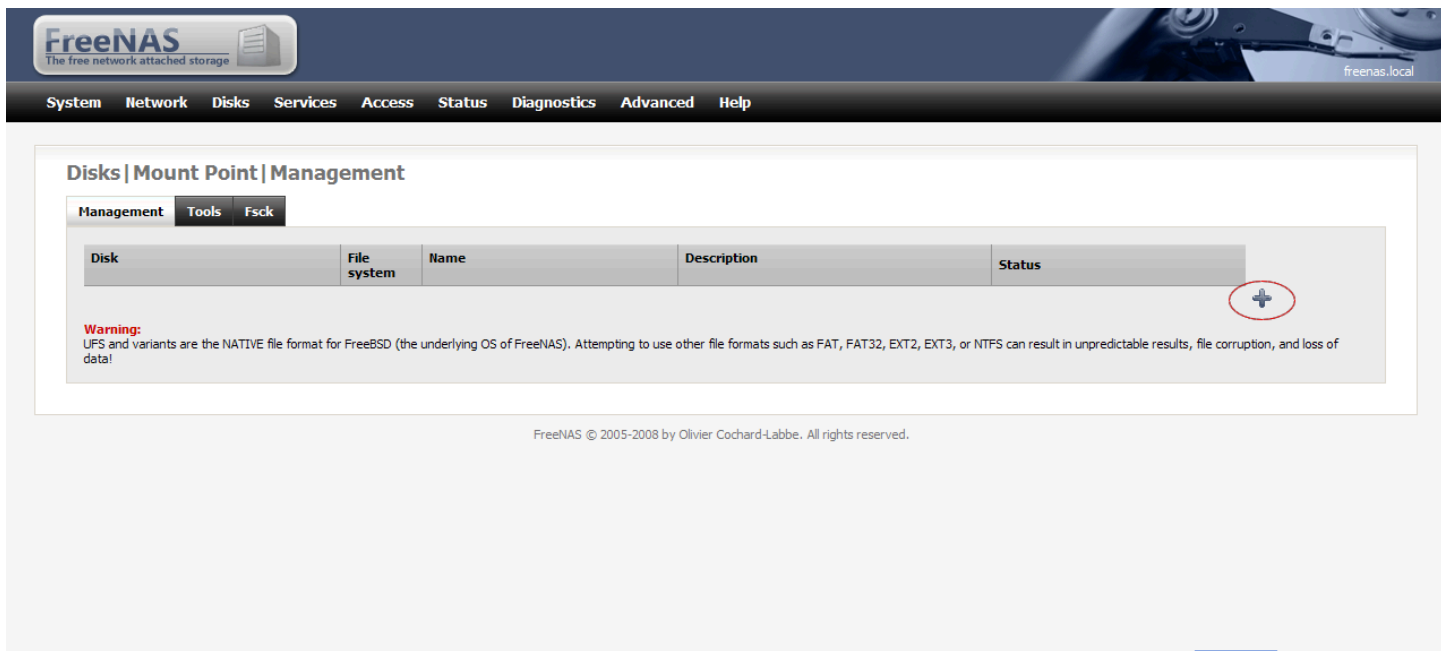 FreeNAS
The free network attached storage
freenas.local
System Network Disks Services Access Status Diagnostics Advanced Help
Disks|Mount Point|Management
Management Tools Fsck
Disk File system Name Description Status
Warning:
UFS and variants are the NATIVE file format for FreeBSD (the underlying OS of FreeNAS). Attempting to use other file formats such as FAT, FAT32, EXT2, EXT3, or NTFS can result in unpredictable results, file corruption, and loss of
data!
FreeNAS © 2005-2008 by Olivier Cochard-Labbe. All rights reserved.